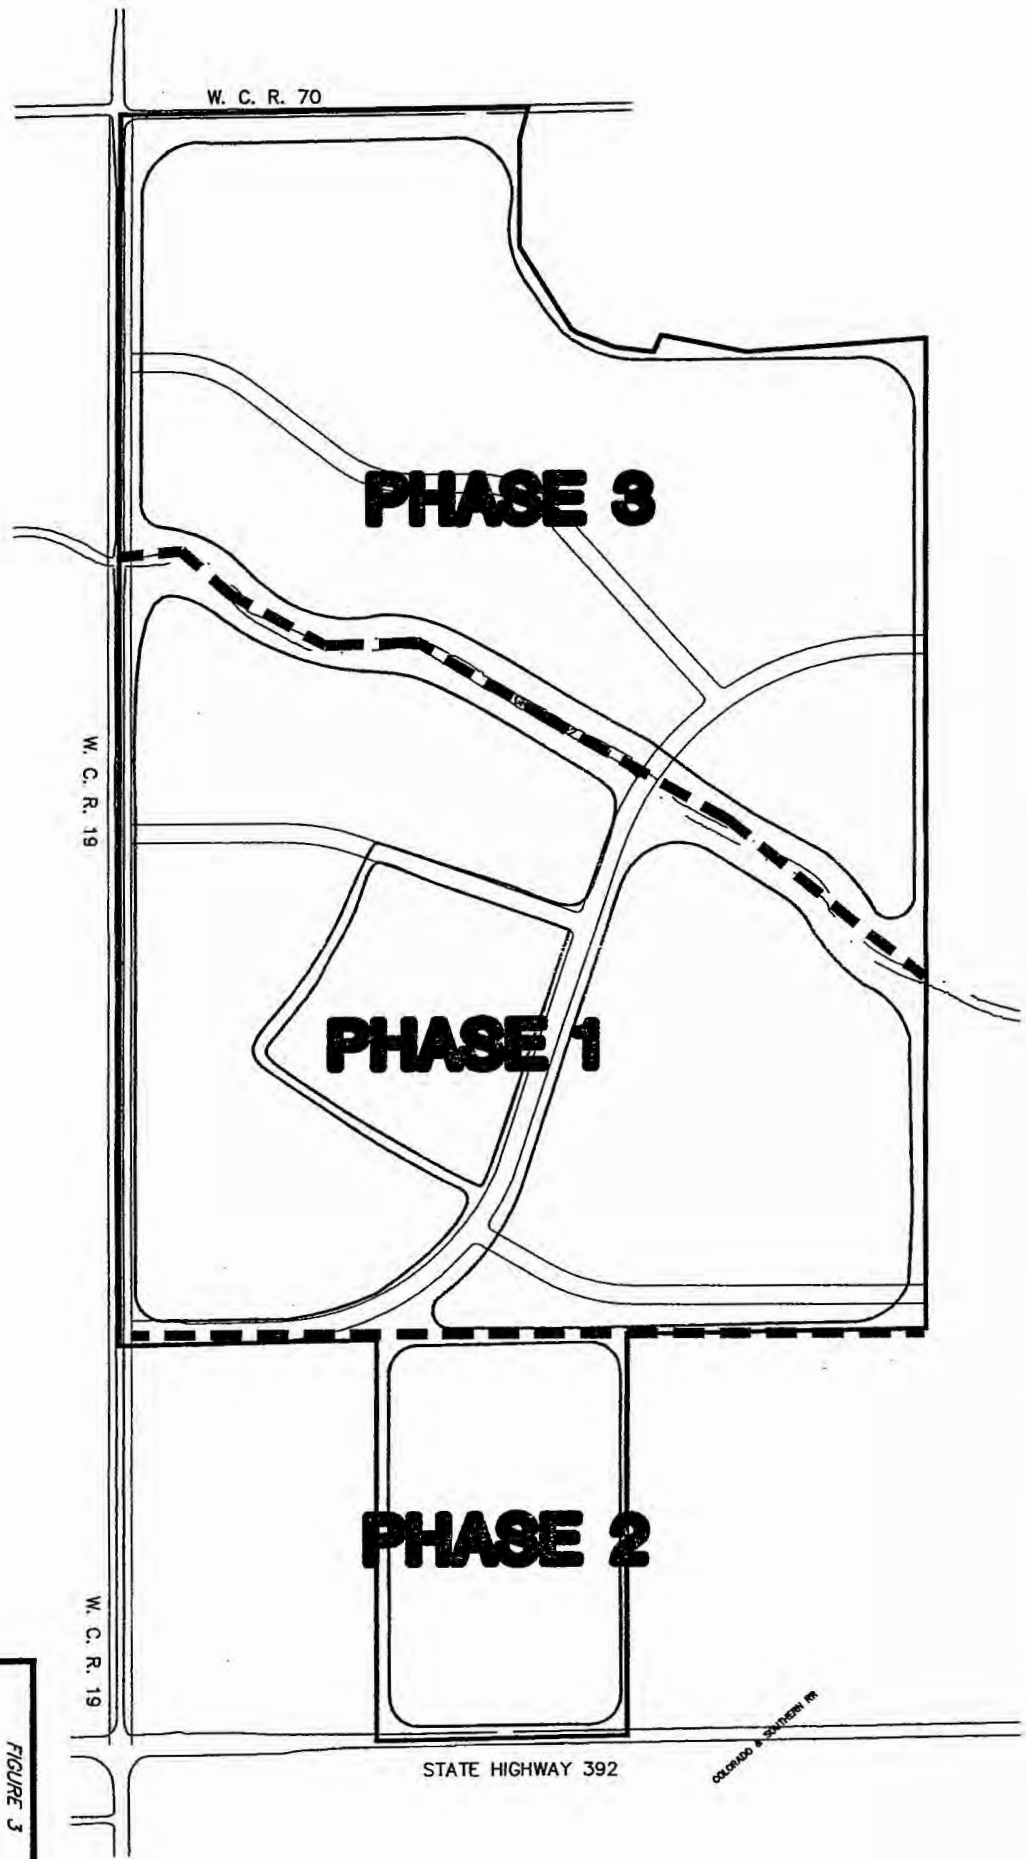 W. C. R. 70
PHASE 3
W. C. R. 19
PHASE 1
PHASE 2
W. C. R. 19
STATE HIGHWAY 392
COLORADO & SOUTHERN RR
FIGURE 3